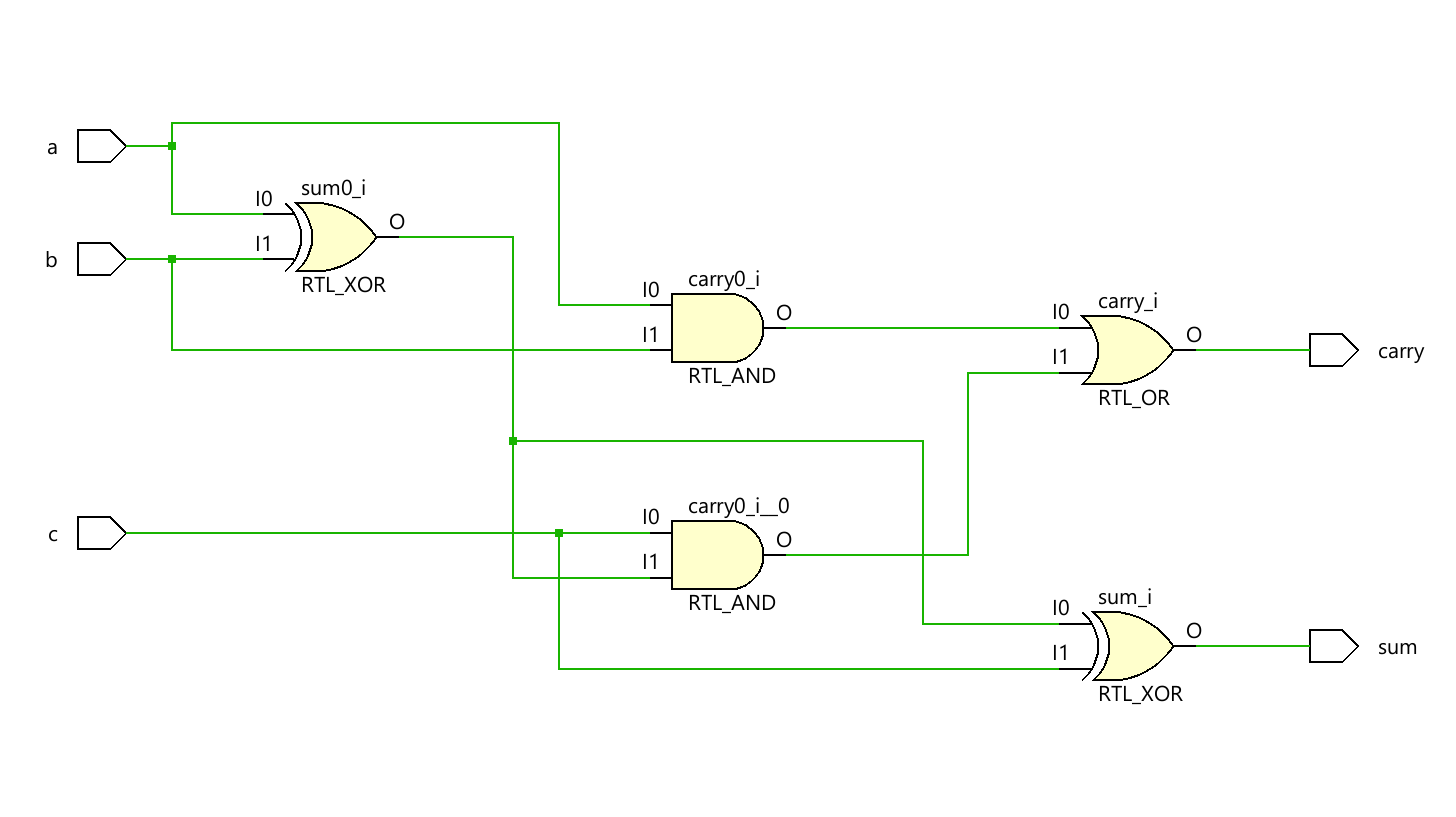 a
sum0_i
I0
O
I1
b
RTL_XOR
carry0_i
I0
O
I1
RTL_AND
carry_i
I0
O
I1
carry
RTL_OR
carry0_i__0
I0
c
O
I1
RTL_AND
sum_i
I0
O
I1
sum
RTL_XOR